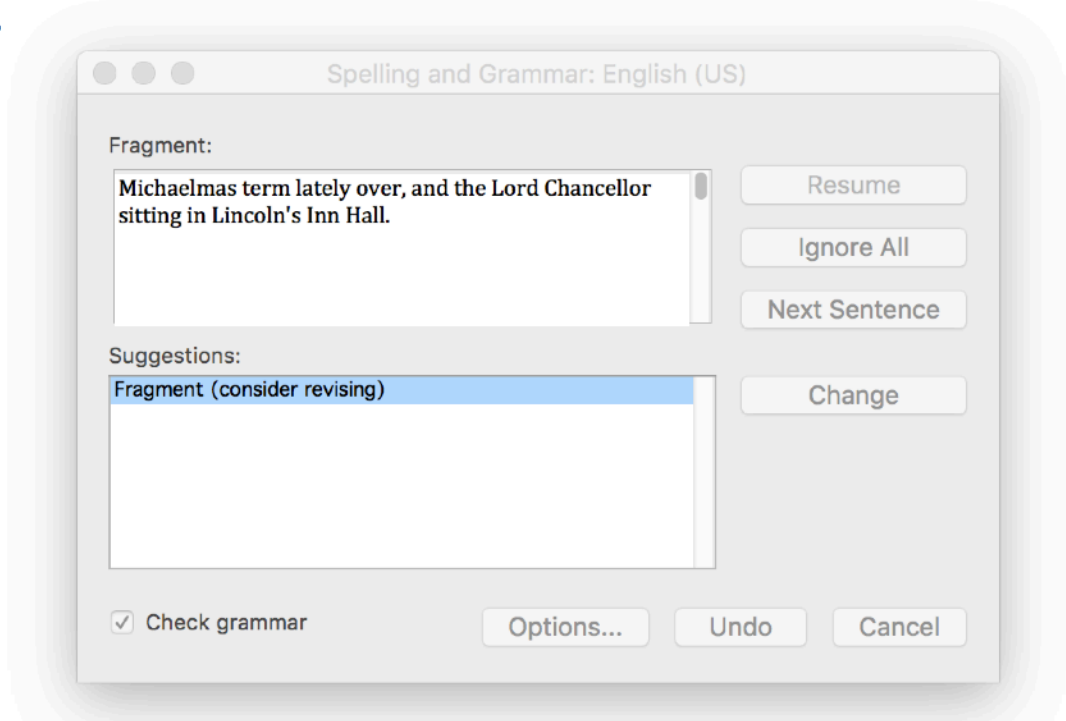 Spelling and Grammar: English (US)
Fragment:
Michaelmas term lately over, and the Lord Chancellor
sitting in Lincoln's Inn Hall.
Resume
Ignore All
Next Sentence
Suggestions:
Fragment (consider revising)
Change
Check grammar
Options...
Undo
Cancel